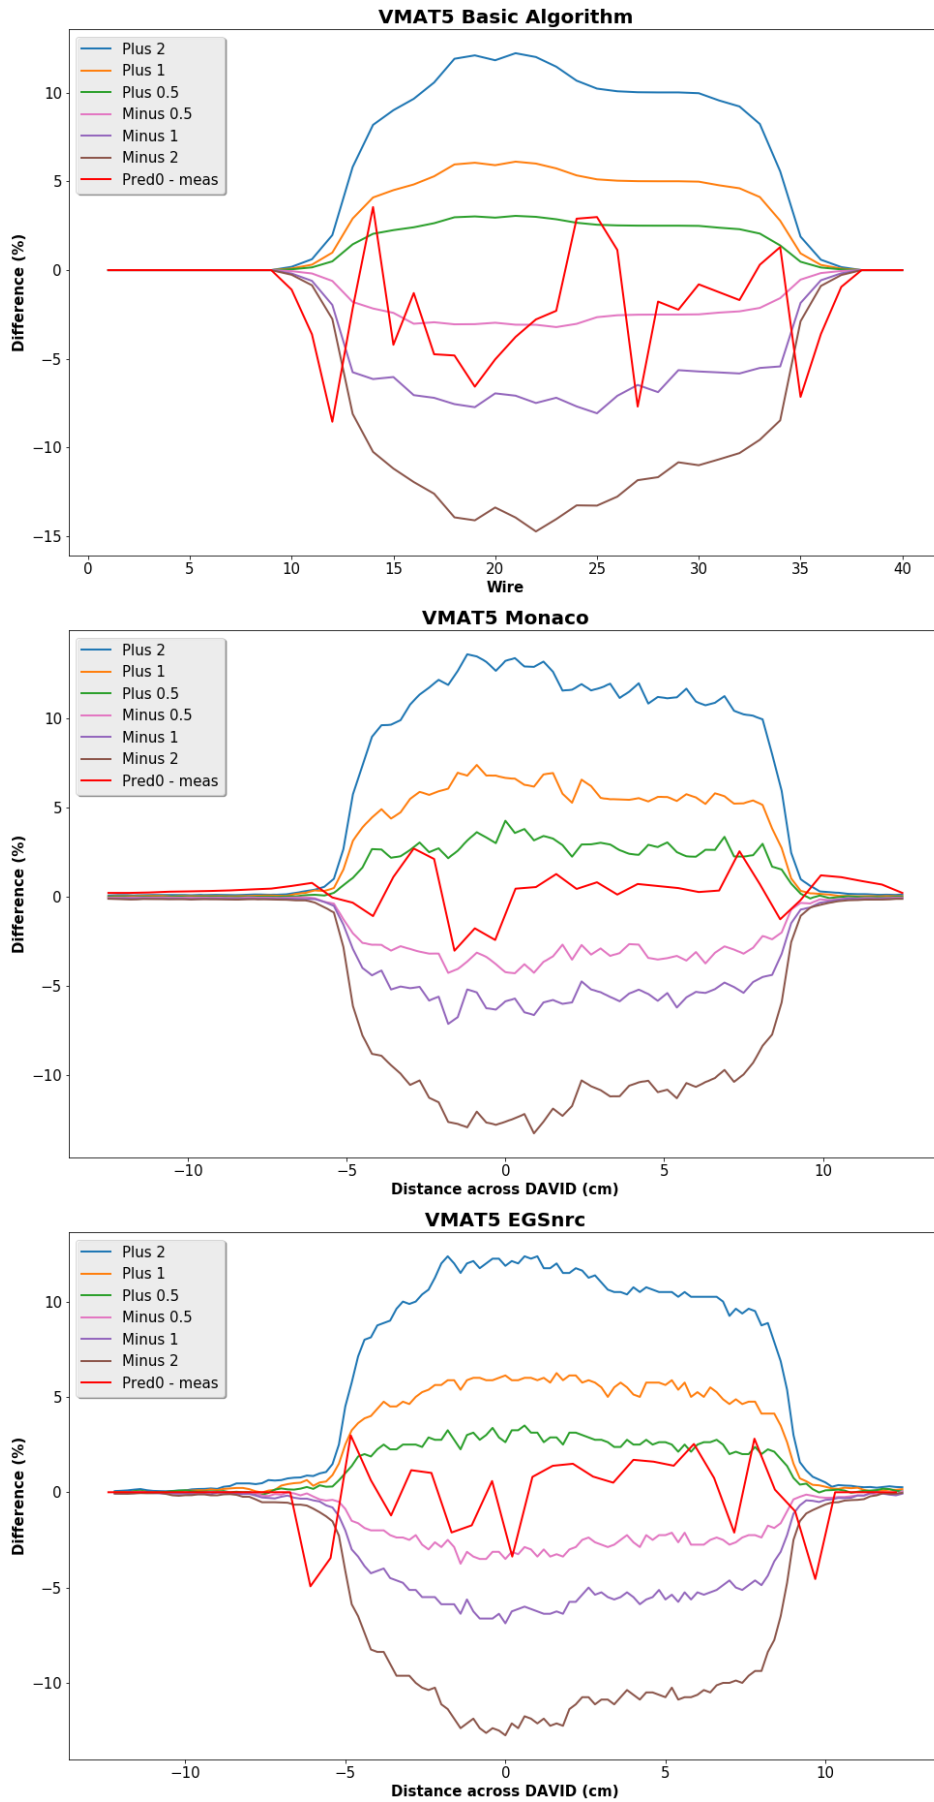 VMAT5 Basic Algorithm
Plus 2
Plus 1
Plus 0.5
Minus 0.5
Minus 1
Minus 2
Pred0 - meas
Difference (%)
10
5
0
−5
−10
−15
0 5 10 15 20 25 30 35 40
Wire
VMAT5 Monaco
Plus 2
Plus 1
Plus 0.5
Minus 0.5
Minus 1
Minus 2
Pred0 - meas
Difference (%)
10
5
0
−5
−10
−10 −5 0 5 10
Distance across DAVID (cm)
VMAT5 EGSnrc
Plus 2
Plus 1
Plus 0.5
Minus 0.5
Minus 1
Minus 2
Pred0 - meas
Difference (%)
10
5
0
−5
−10
−10 −5 0 5 10
Distance across DAVID (cm)